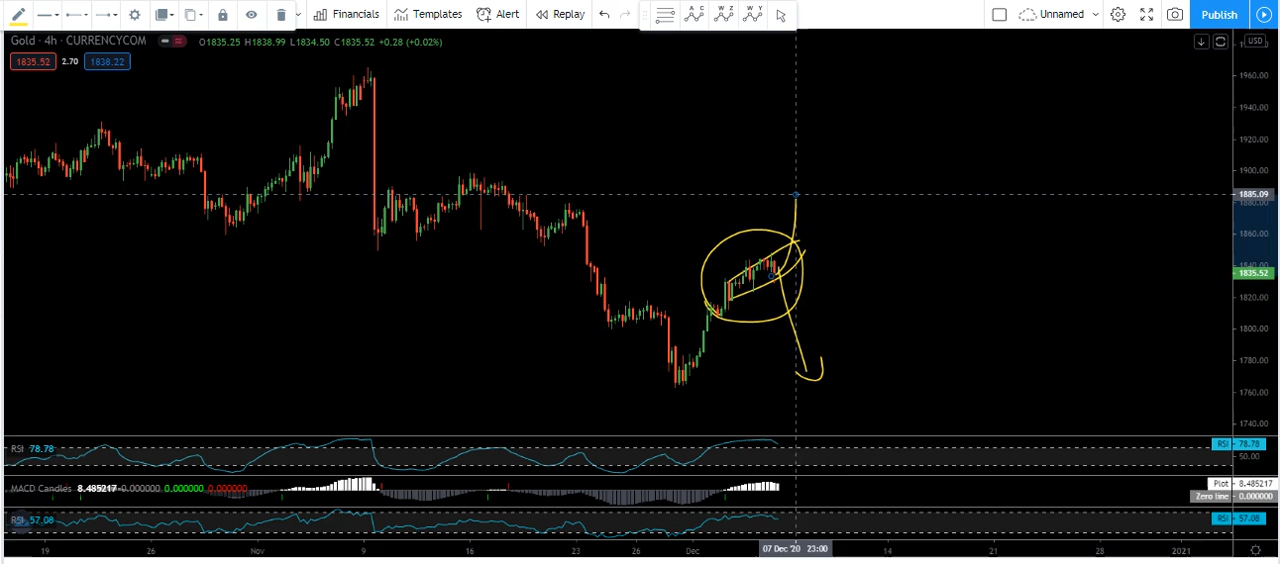 Financials Templates Alert Replay A C W Z W Y Unnamed Publish
Gold · 4h · CURRENCYCOM O1835.25 H1838.99 L1834.50 C1835.52 +0.28 (+0.02%) USD
1835.52 2.70 1838.22
1960.00
1940.00
1920.00
1900.00
1885.09
1880.00
1860.00
1840.00
1835.52
1820.00
1800.00
1780.00
1760.00
1740.00
RSI 78.78 RSI 78.78
50.00
MACD Candles 8.485217 0.000000 0.000000 0.000000 Plot 8.485217
Zero line 0.000000
RSI 57.08 RSI 57.08
19 26 Nov 9 16 23 26 Dec 07 Dec '20 23:00 14 21 28 2021